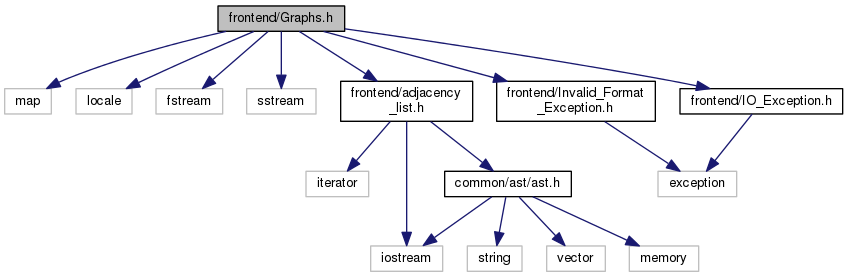 frontend/Graphs.h
map
locale
fstream
sstream
frontend/adjacency
_list.h
frontend/Invalid_Format
_Exception.h
frontend/IO_Exception.h
iterator
common/ast/ast.h
exception
iostream
string
vector
memory